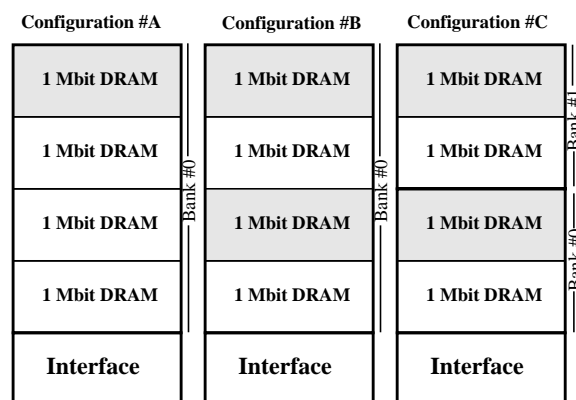 Configuration #A
1 Mbit DRAM
1 Mbit DRAM
1 Mbit DRAM
1 Mbit DRAM
Interface
Bank #0
Configuration #B
1 Mbit DRAM
1 Mbit DRAM
1 Mbit DRAM
1 Mbit DRAM
Interface
Bank #0
Configuration #C
1 Mbit DRAM
1 Mbit DRAM
1 Mbit DRAM
1 Mbit DRAM
Interface
Bank #1
Bank #0